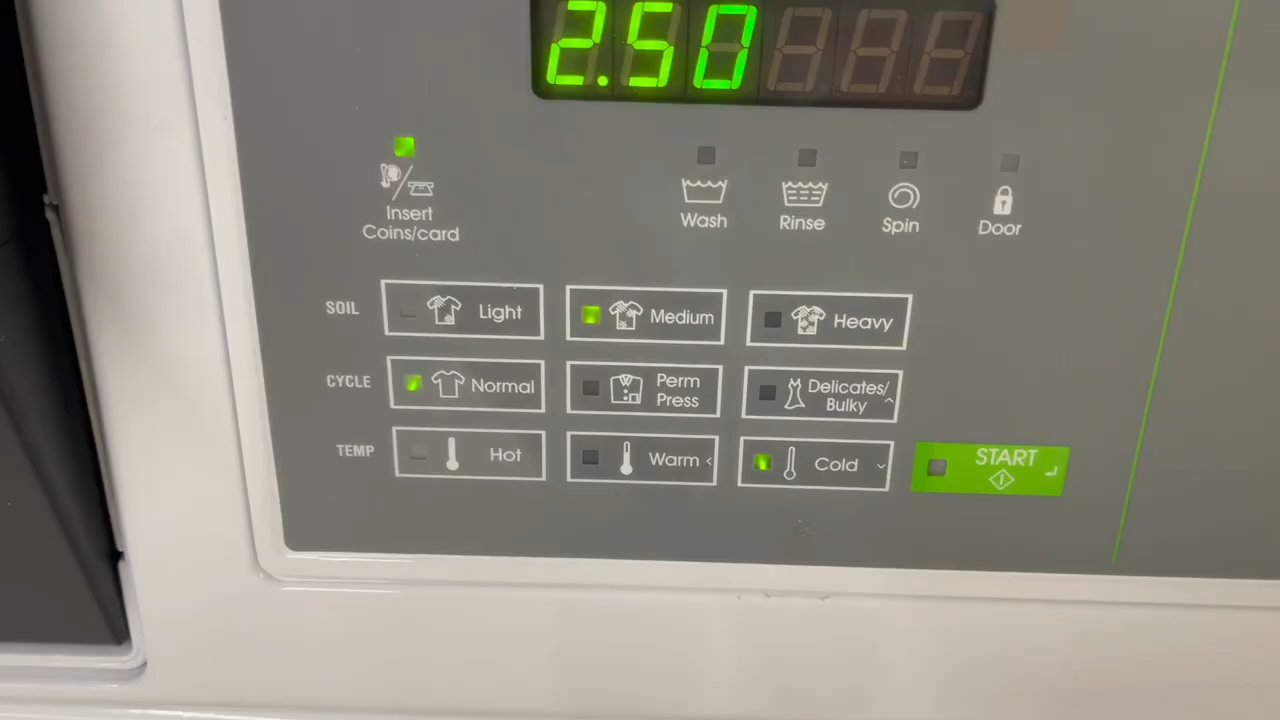 2.50
Insert
Coins/card
Wash
Rinse
Spin
Door
SOIL
Light
Medium
Heavy
CYCLE
Normal
Perm
Press
Delicates/
Bulky
TEMP
Hot
Warm
Cold
START